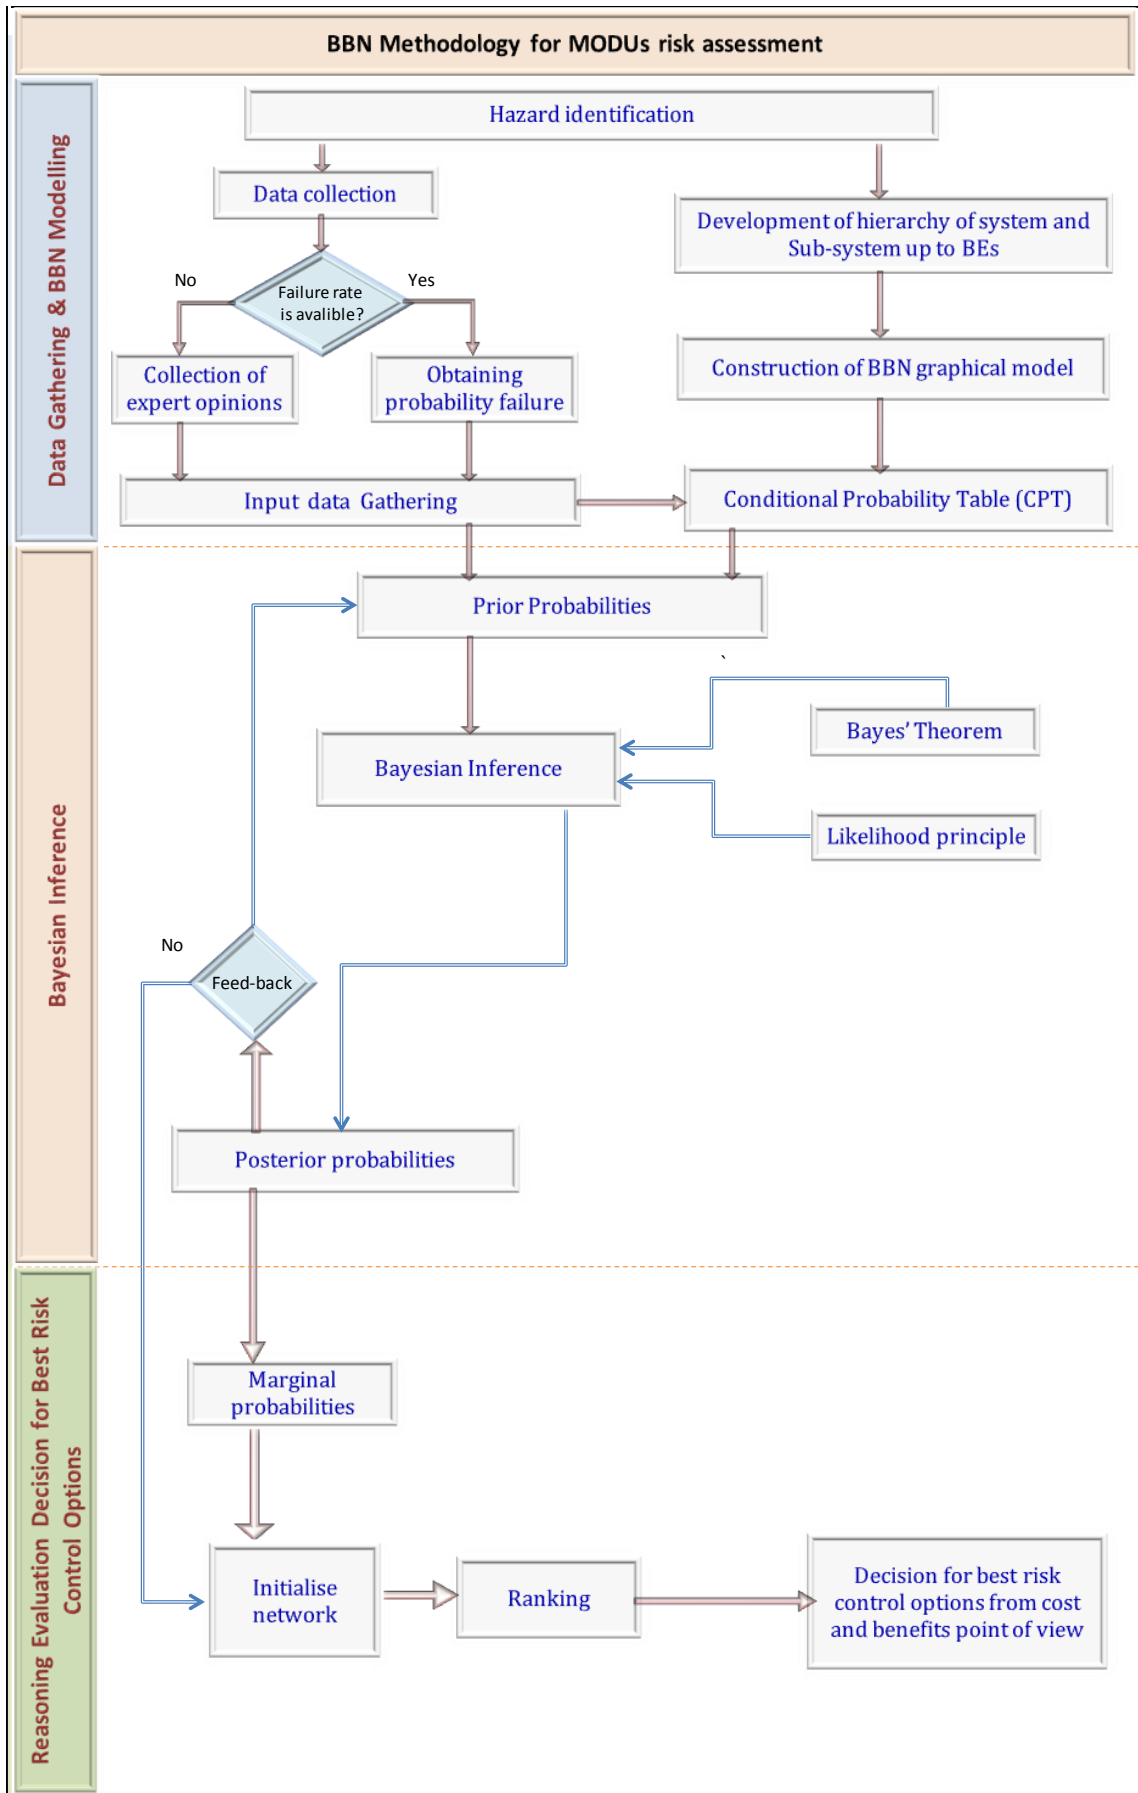 BBN Methodology for MODUs risk assessment
Data Gathering & BBN Modelling
Hazard identification
Data collection
Development of hierarchy of system and
Sub-system up to BEs
No
Yes
Failure rate
is avalible?
Collection of
expert opinions
Obtaining
probability failure
Construction of BBN graphical model
Input data Gathering
Conditional Probability Table (CPT)
Bayesian Inference
Prior Probabilities
`
Bayes' Theorem
Bayesian Inference
Likelihood principle
No
Feed-back
Posterior probabilities
Reasoning Evaluation Decision for Best Risk
Control Options
Marginal
probabilities
Initialise
network
Ranking
Decision for best risk
control options from cost
and benefits point of view